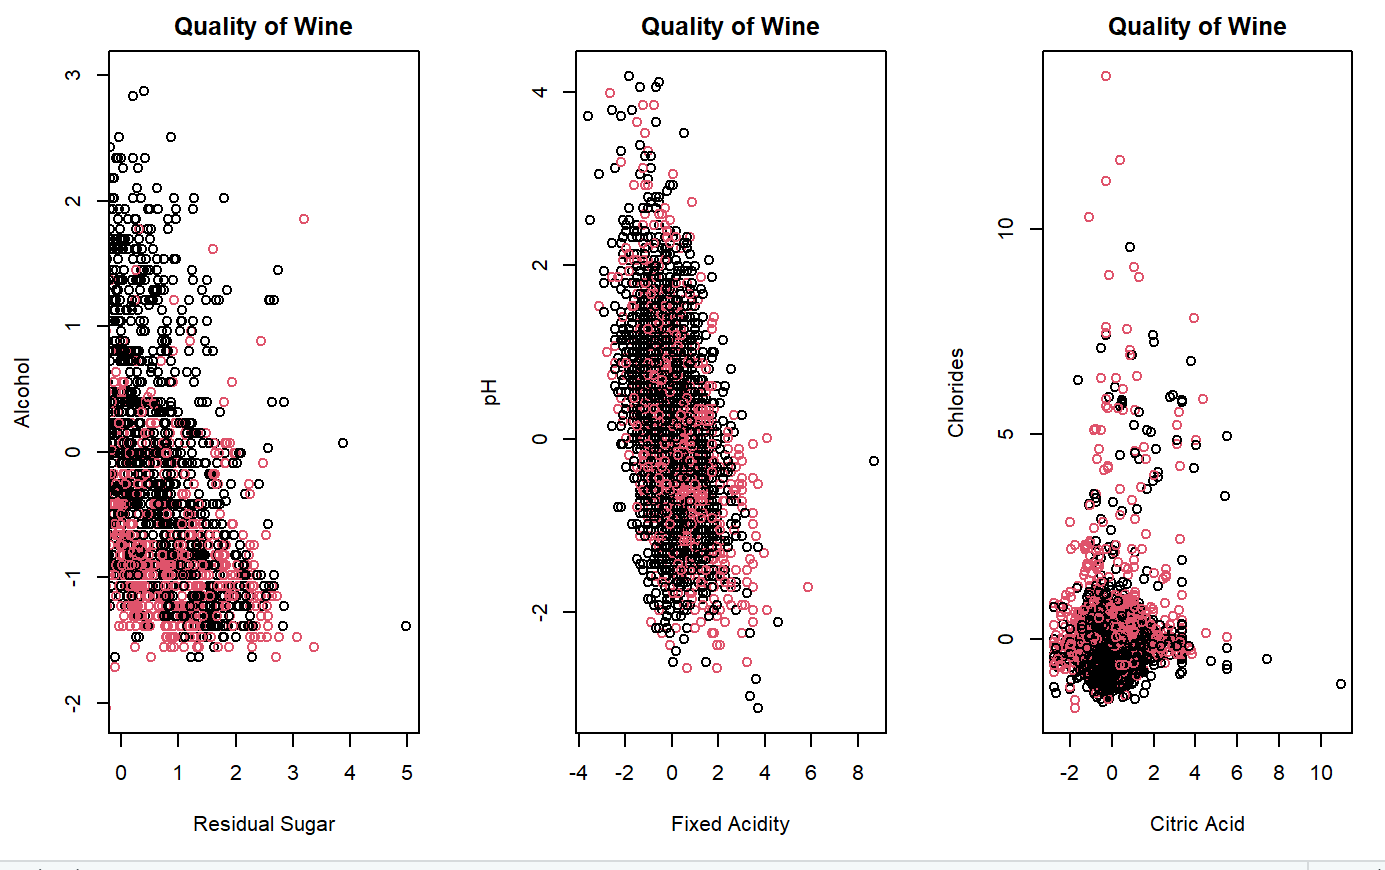 Quality of Wine
3
2
1
0
-1
-2
Alcohol
0 1 2 3 4 5
Residual Sugar
Quality of Wine
4
2
0
-2
pH
-4 -2 0 2 4 6 8
Fixed Acidity
Quality of Wine
10
5
0
Chlorides
-2 0 2 4 6 8 10
Citric Acid